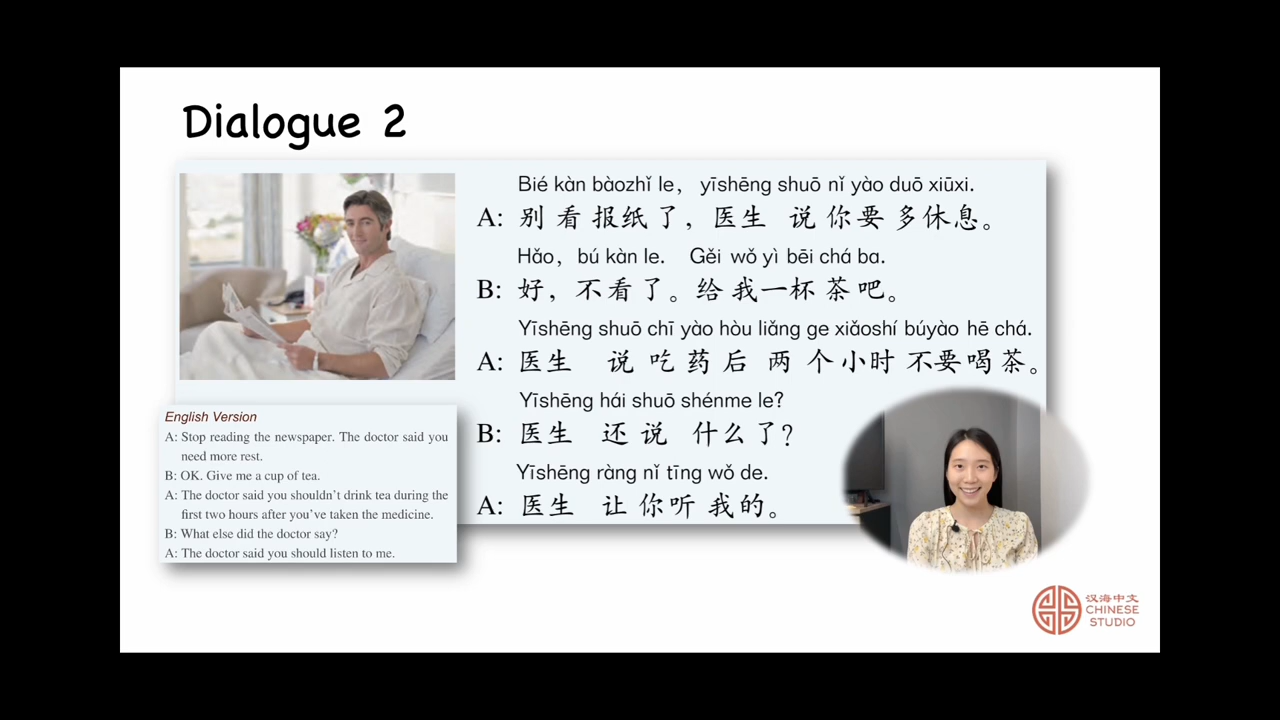 Dialogue 2
Bié kàn bàozhǐ le, yīshēng shuō nǐ yào duō xiūxi.
A: 别看报纸了，医生 说你要多休息。
Hǎo, bú kàn le. Gěi wǒ yì bēi chá ba.
B: 好，不看了。给我一杯茶吧。
Yīshēng shuō chī yào hòu liǎng ge xiǎoshí búyào hē chá.
A: 医生 说吃药后 两个小时不要喝茶。
Yīshēng hái shuō shénme le?
B: 医生 还说 什么了？
Yīshēng ràng nǐ tīng wǒ de.
A: 医生 让你听我的。
English Version
A: Stop reading the newspaper. The doctor said you
need more rest.
B: OK. Give me a cup of tea.
A: The doctor said you shouldn't drink tea during the
first two hours after you've taken the medicine.
B: What else did the doctor say?
A: The doctor said you should listen to me.
汉海中文
CHINESE
STUDIO